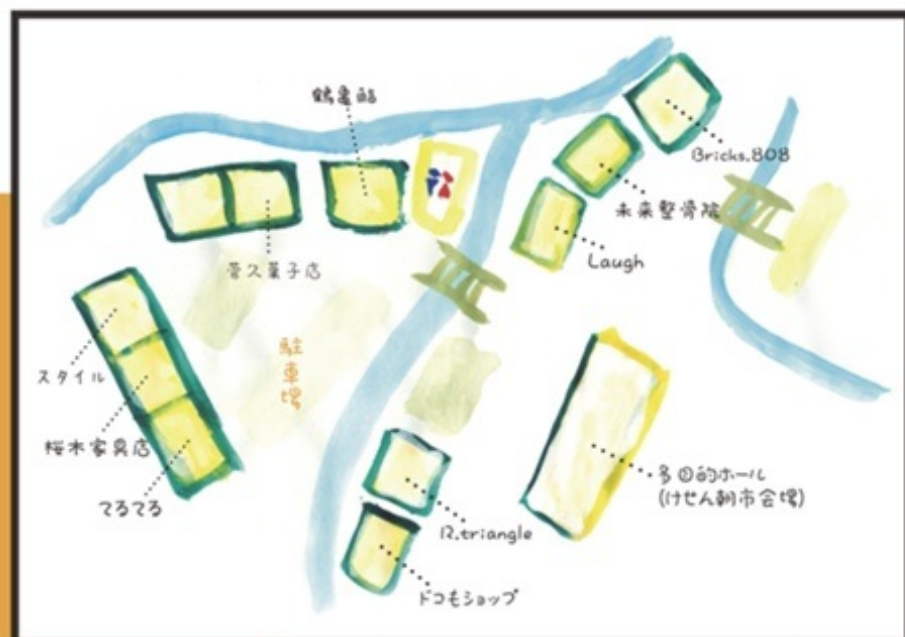 鶴亀鮨
Bricks.808
未来整骨院
Laugh
菅久菓子店
スタイル
駐車場
桜木家具店
てるてる
多目的ホール
(けせん朝市会場)
R.triangle
ドコモショップ